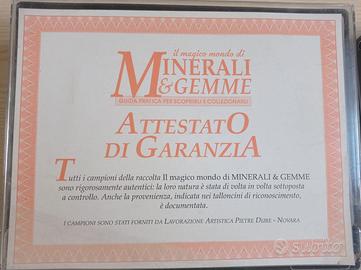 il magico mondo di
MINERALI
& GEMME
GUIDA PRATICA PER SCOPRIRLI E COLLEZIONARLI
ATTESTATO
DI GARANZIA
Tutti i campioni della raccolta Il magico mondo di MINERALI & GEMME
sono rigorosamente autentici: la loro natura è stata di volta in volta sottoposta
a controllo. Anche la provenienza, indicata nei talloncini di riconoscimento,
è documentata.
I CAMPIONI SONO STATI FORNITI DA LAVORAZIONE ARTISTICA PIETRE DURE - NOVARA
subito